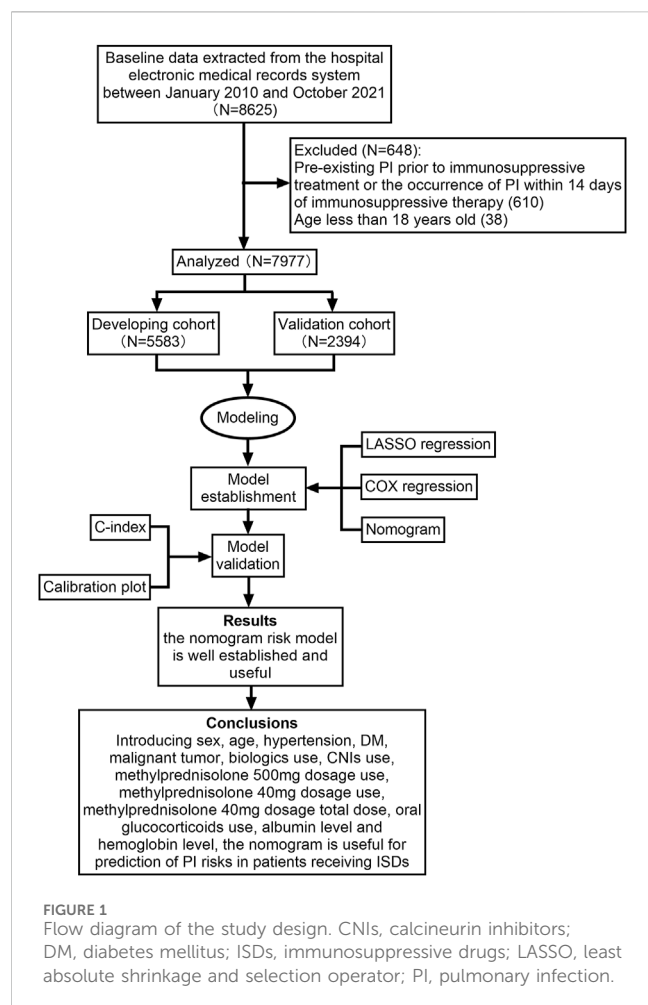 Baseline data extracted from the hospital
electronic medical records system
between January 2010 and October 2021
（N=8625）
Excluded (N=648):
Pre-existing PI prior to immunosuppressive
treatment or the occurrence of PI within 14 days
of immunosuppressive therapy (610)
Age less than 18 years old (38)
Analyzed（N=7977）
Developing cohort
（N=5583）
Validation cohort
（N=2394）
Modeling
LASSO regression
Model
establishment
COX regression
Nomogram
C-index
Model
validation
Calibration plot
Results
the nomogram risk model
is well established and
useful
Conclusions
Introducing sex, age, hypertension, DM,
malignant tumor, biologics use, CNIs use,
methylprednisolone 500mg dosage use,
methylprednisolone 40mg dosage use,
methylprednisolone 40mg dosage total dose, oral
glucocorticoids use, albumin level and
hemoglobin level, the nomogram is useful for
prediction of PI risks in patients receiving ISDs
FIGURE 1
Flow diagram of the study design. CNIs, calcineurin inhibitors;
DM, diabetes mellitus; ISDs, immunosuppressive drugs; LASSO, least
absolute shrinkage and selection operator; PI, pulmonary infection.